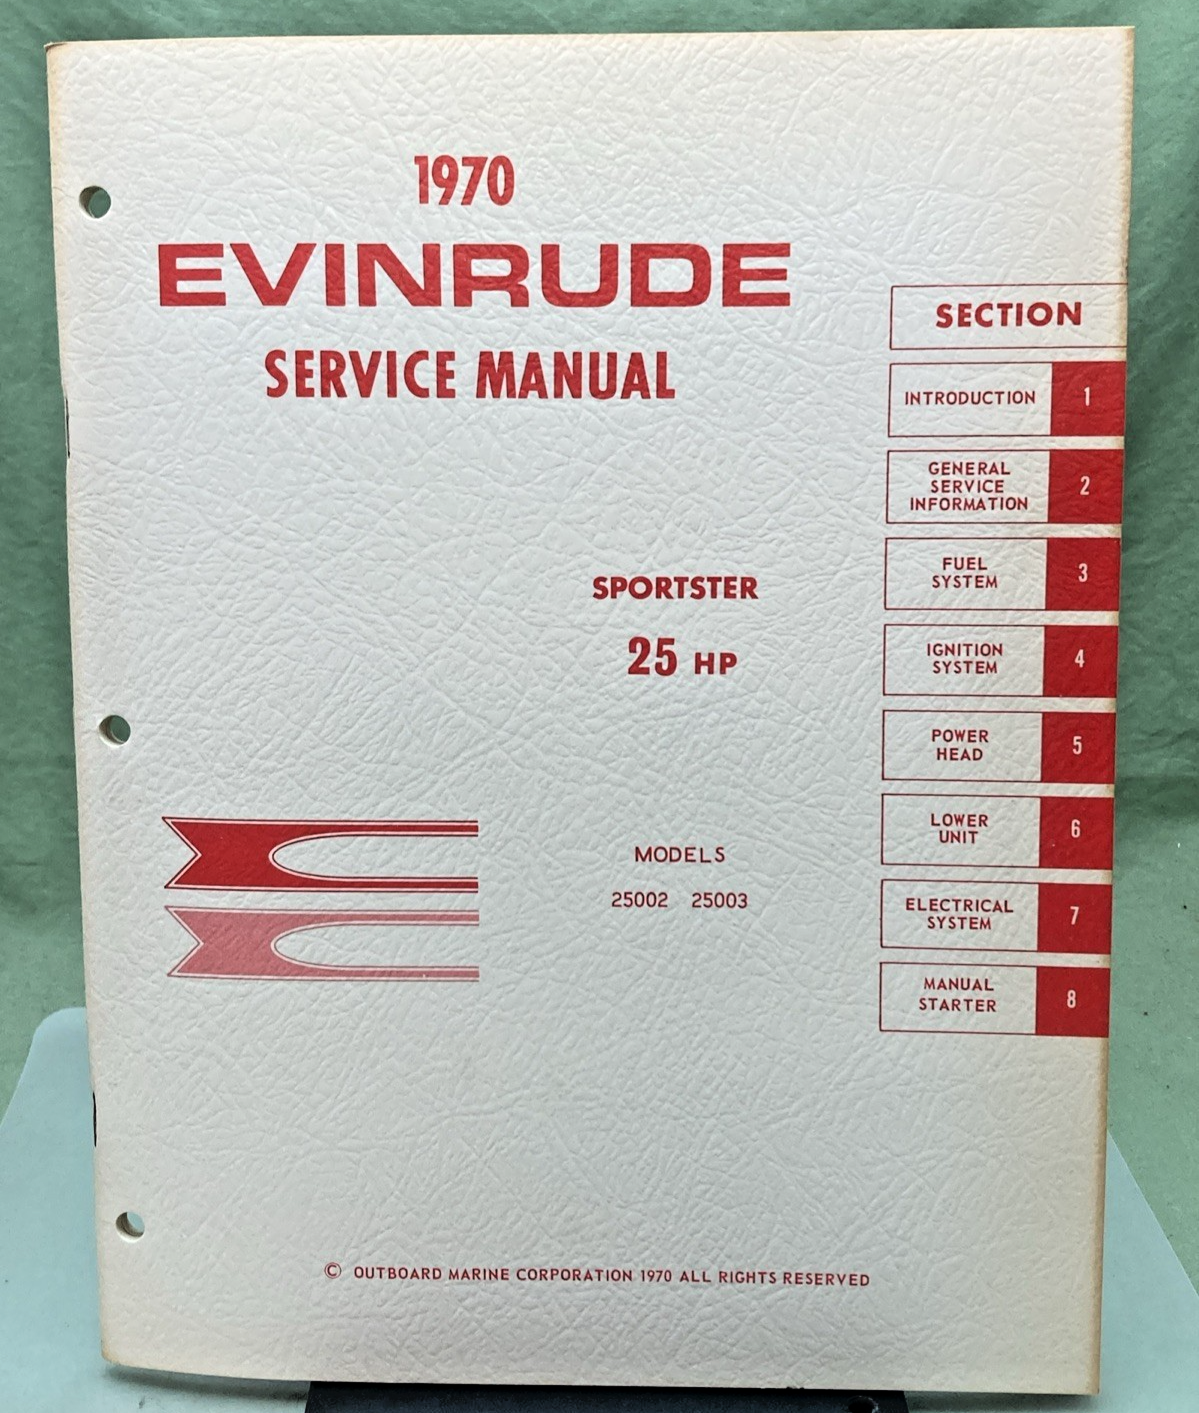 1970
EVINRUDE
SERVICE MANUAL
SPORTSTER
25 HP
MODELS
25002 25003
SECTION
INTRODUCTION 1
GENERAL
SERVICE 2
INFORMATION
FUEL
SYSTEM 3
IGNITION
SYSTEM 4
POWER
HEAD 5
LOWER
UNIT 6
ELECTRICAL
SYSTEM 7
MANUAL
STARTER 8
© OUTBOARD MARINE CORPORATION 1970 ALL RIGHTS RESERVED